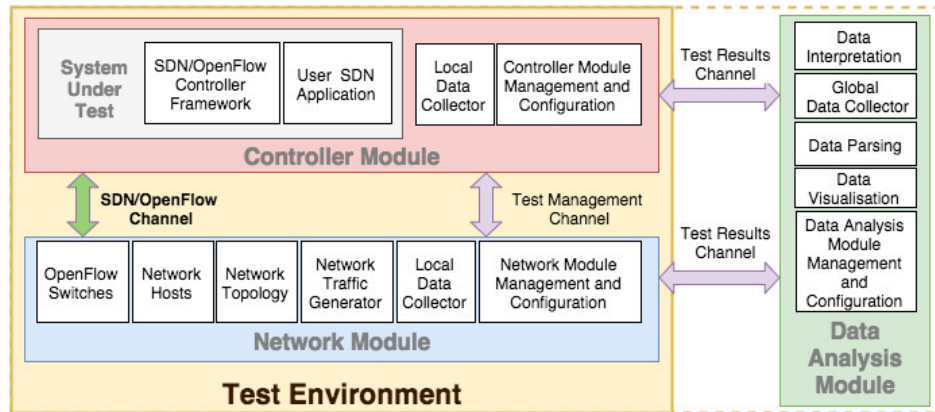 System
Under
Test
SDN/OpenFlow
Controller
Framework
User SDN
Application
Local
Data
Collector
Controller Module
Management and
Configuration
Controller Module
SDN/OpenFlow
Channel
Test Management
Channel
OpenFlow
Switches
Network
Hosts
Network
Topology
Network
Traffic
Generator
Local
Data
Collector
Network Module
Management and
Configuration
Network Module
Test Environment
Test Results
Channel
Test Results
Channel
Data
Interpretation
Global
Data Collector
Data Parsing
Data
Visualisation
Data Analysis
Module
Management
and
Configuration
Data
Analysis
Module